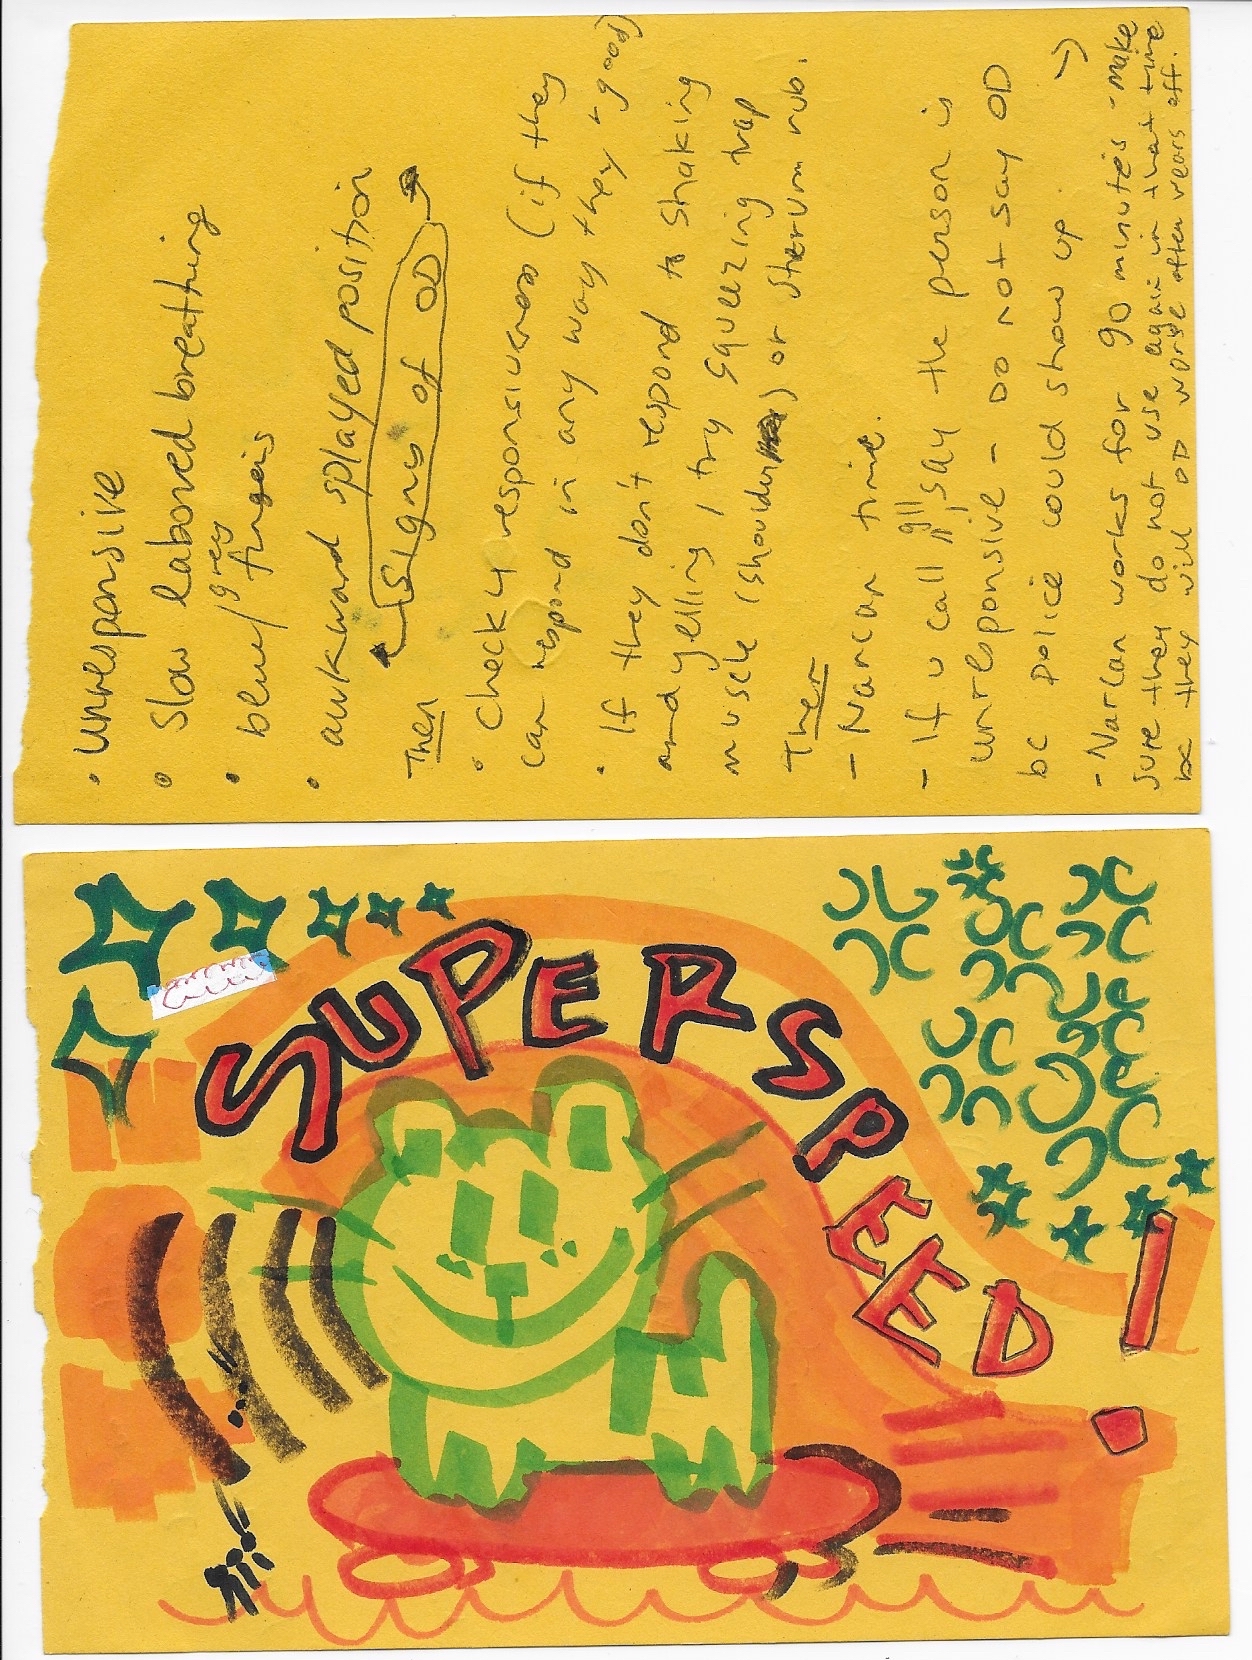 • unresponsive
• slow labored breathing
• blue/grey fingers
• awkward splayed position
Signs of OD
Then
• Check 4 responsiveness (if they
can respond in any way they r good)
• If they don't respond to shaking
and yelling, try squeezing trap
muscle (shoulder) or sterum rub.
Then
- Narcan time.
- If u call 911, say the person is
unresponsive - Do not say OD
bc police could show up. →
- Narcan works for 90 minutes - make
sure they do not use again in that time
bc they will OD worse after wears off.
SUPER SPEED!